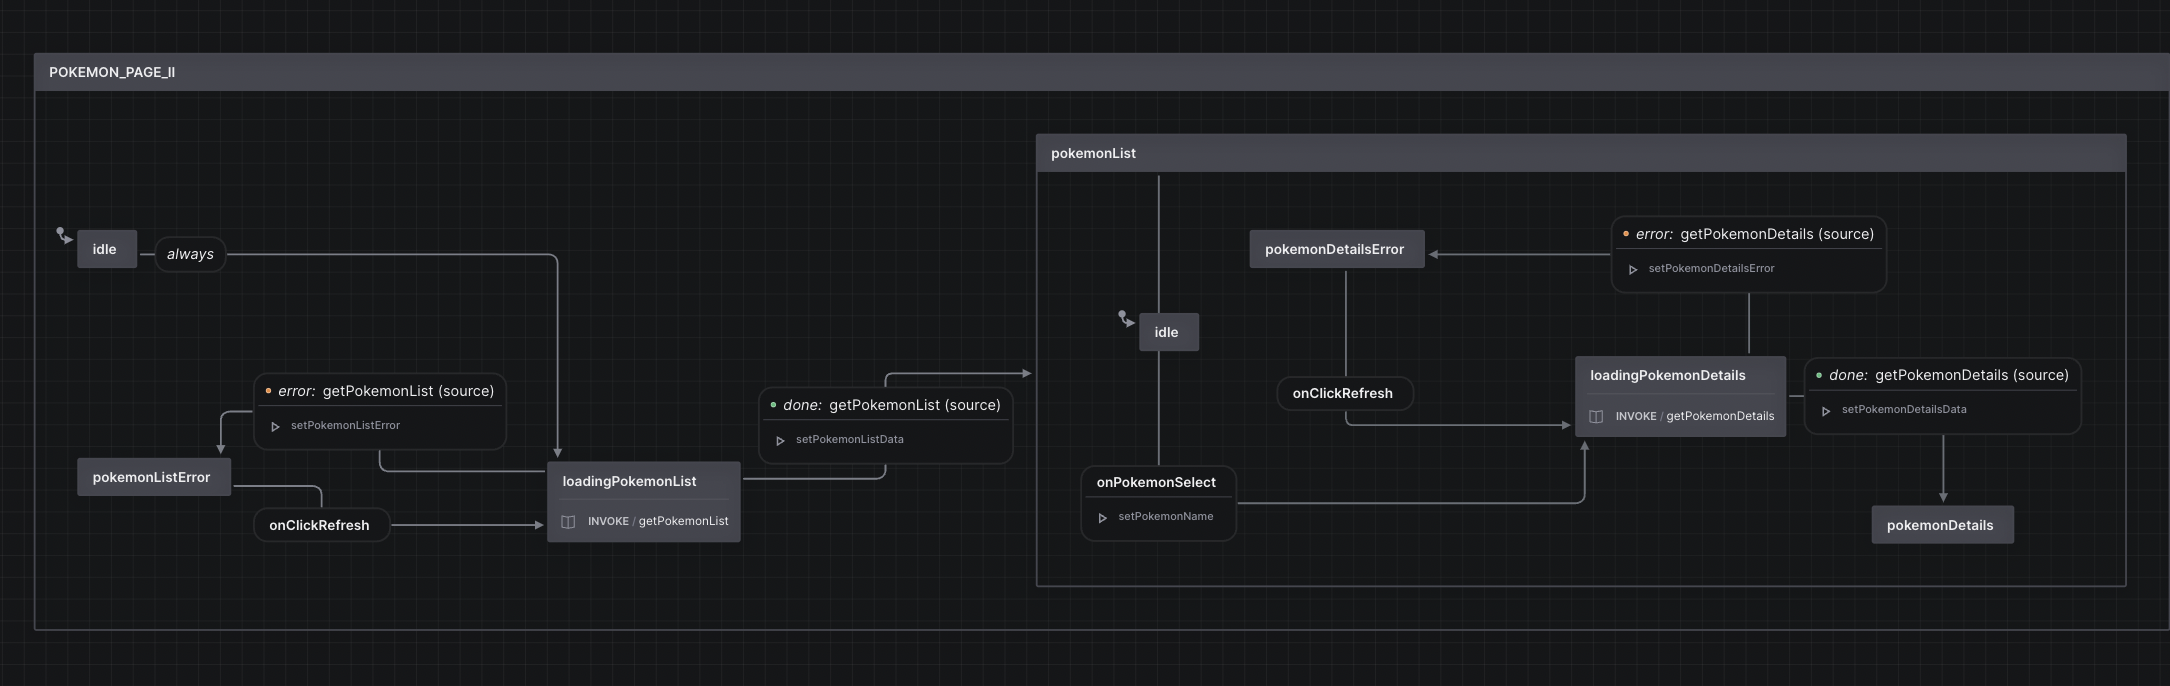 POKEMON_PAGE_II
pokemonList
idle
always
error: getPokemonList (source)
setPokemonListError
pokemonListError
onClickRefresh
loadingPokemonList
INVOKE / getPokemonList
done: getPokemonList (source)
setPokemonListData
idle
onPokemonSelect
setPokemonName
pokemonDetailsError
onClickRefresh
error: getPokemonDetails (source)
setPokemonDetailsError
loadingPokemonDetails
INVOKE / getPokemonDetails
done: getPokemonDetails (source)
setPokemonDetailsData
pokemonDetails